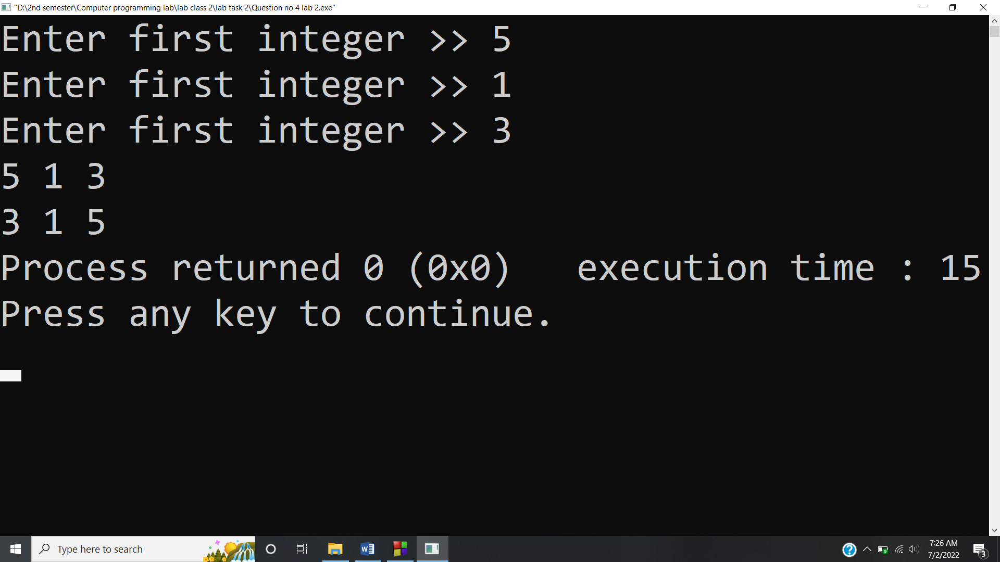 "D:\2nd semester\Computer programming lab\lab class 2\lab task 2\Question no 4 lab 2.exe"
Enter first integer >> 5
Enter first integer >> 1
Enter first integer >> 3
5 1 3
3 1 5
Process returned 0 (0x0)   execution time : 15
Press any key to continue.
Type here to search
7:26 AM
7/2/2022
3